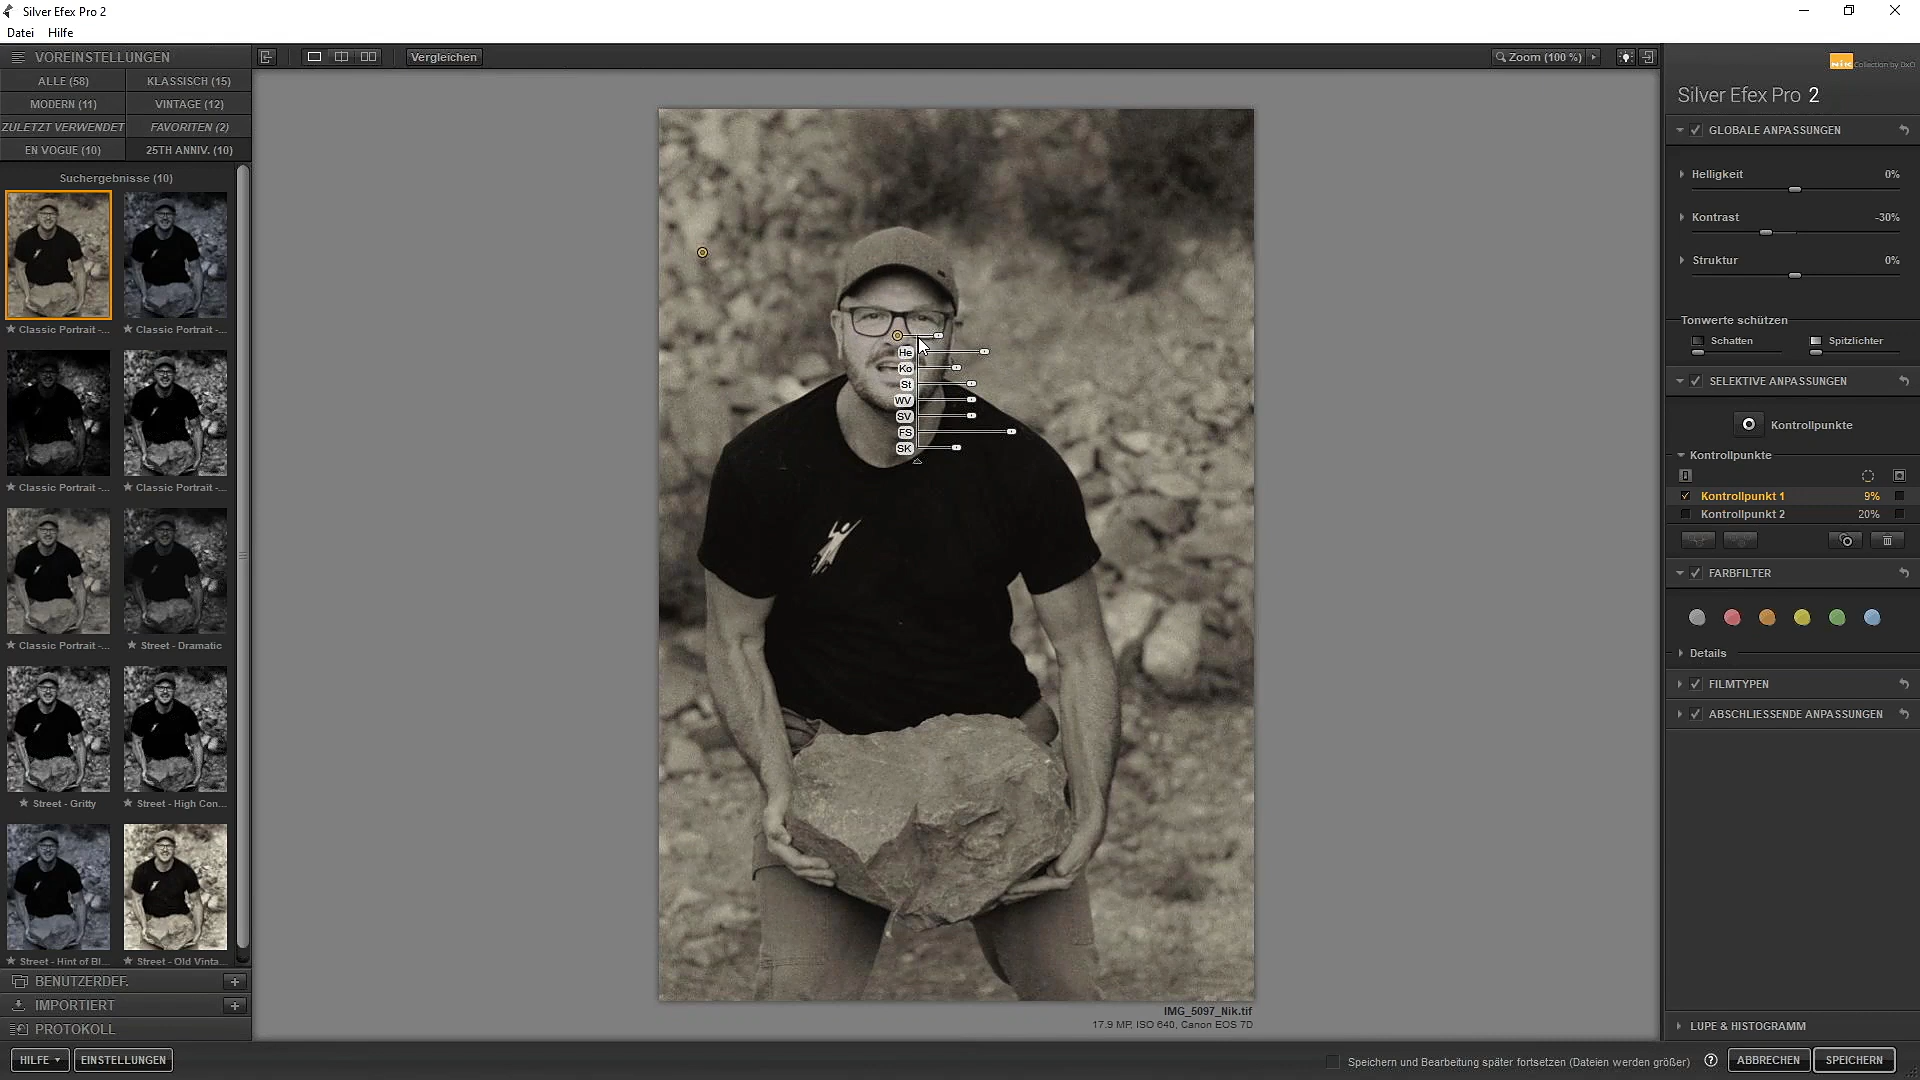 Silver Efex Pro 2
Datei Hilfe
VOREINSTELLUNGEN
Vergleichen
Zoom (100 %)
ALLE (58) KLASSISCH (15)
MODERN (11) VINTAGE (12)
ZULETZT VERWENDET FAVORITEN (2)
EN VOGUE (10) 25TH ANNIV. (10)
Suchergebnisse (10)
Classic Portrait -... Classic Portrait -...
Classic Portrait -... Classic Portrait -...
Classic Portrait -... Street - Dramatic
Street - Gritty Street - High Con...
Street - Hint of Bl... Street - Old Vinta...
BENUTZERDEF.
IMPORTIERT
PROTOKOLL
HILFE EINSTELLUNGEN
He
Ko
St
WV
SV
FS
SK
IMG_5097_Nik.tif
17.9 MP, ISO 640, Canon EOS 7D
Nik Collection by DxO
Silver Efex Pro 2
GLOBALE ANPASSUNGEN
Helligkeit 0%
Kontrast -30%
Struktur 0%
Tonwerte schützen
Schatten Spitzlichter
SELEKTIVE ANPASSUNGEN
Kontrollpunkte
Kontrollpunkte
Kontrollpunkt 1 9%
Kontrollpunkt 2 20%
FARBFILTER
Details
FILMTYPEN
ABSCHLIESSENDE ANPASSUNGEN
LUPE & HISTOGRAMM
Speichern und Bearbeitung später fortsetzen (Dateien werden größer) ? ABBRECHEN SPEICHERN